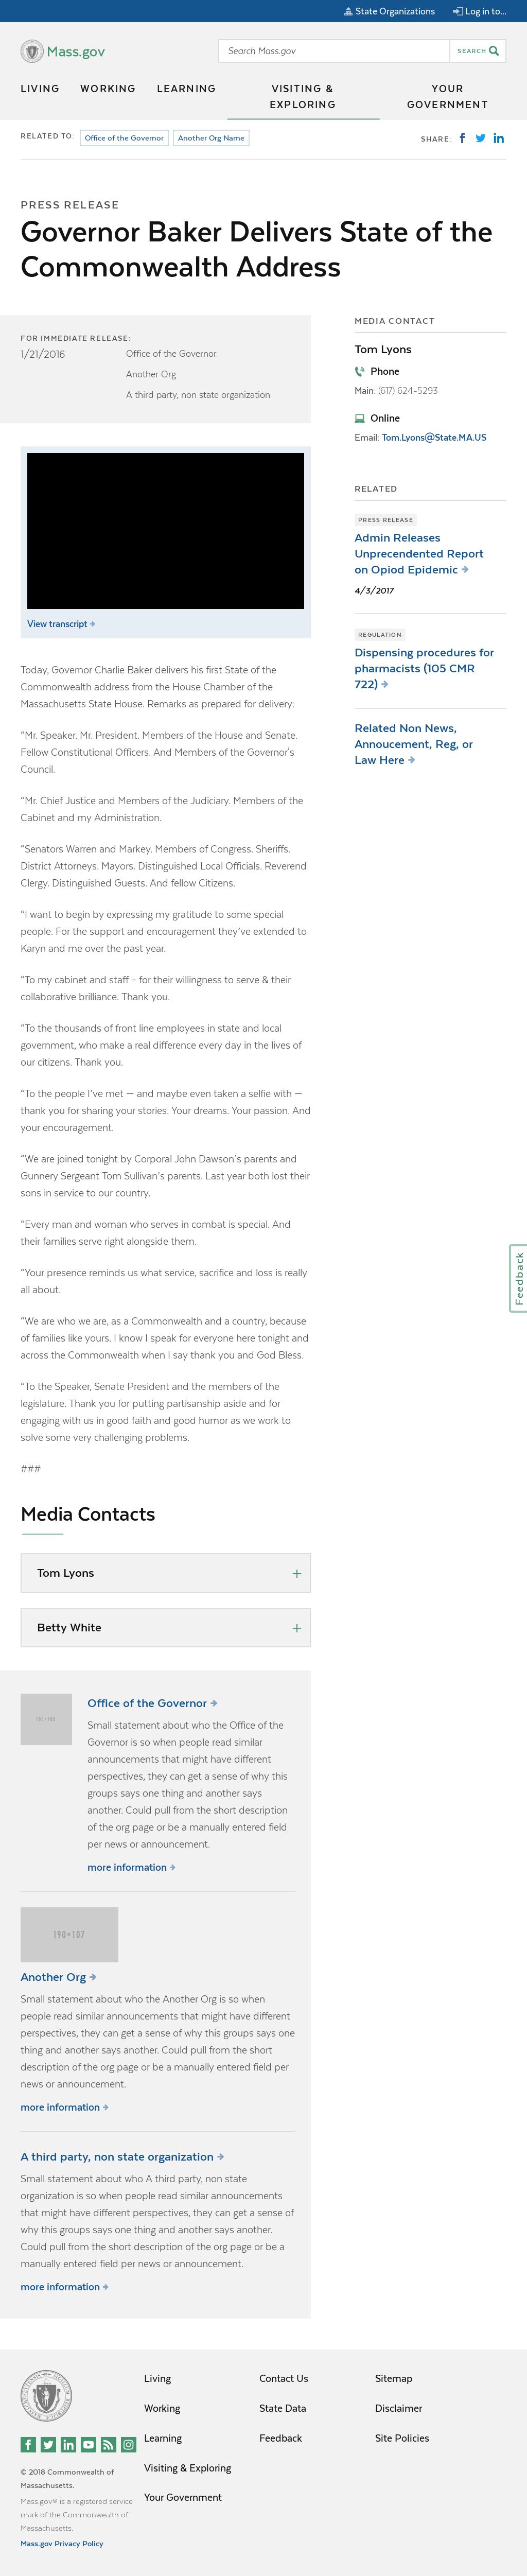 State Organizations
Log in to...
Mass.gov
Search Mass.gov
SEARCH
LIVING
WORKING
LEARNING
VISITING &
EXPLORING
YOUR
GOVERNMENT
RELATED TO:
Office of the Governor
Another Org Name
SHARE:
PRESS RELEASE
Governor Baker Delivers State of the
Commonwealth Address
FOR IMMEDIATE RELEASE:
1/21/2016
Office of the Governor
Another Org
A third party, non state organization
View transcript
Today, Governor Charlie Baker delivers his first State of the
Commonwealth address from the House Chamber of the
Massachusetts State House. Remarks as prepared for delivery:
"Mr. Speaker. Mr. President. Members of the House and Senate.
Fellow Constitutional Officers. And Members of the Governor's
Council.
"Mr. Chief Justice and Members of the Judiciary. Members of the
Cabinet and my Administration.
"Senators Warren and Markey. Members of Congress. Sheriffs.
District Attorneys. Mayors. Distinguished Local Officials. Reverend
Clergy. Distinguished Guests. And fellow Citizens.
"I want to begin by expressing my gratitude to some special
people. For the support and encouragement they've extended to
Karyn and me over the past year.
"To my cabinet and staff – for their willingness to serve & their
collaborative brilliance. Thank you.
"To the thousands of front line employees in state and local
government, who make a real difference every day in the lives of
our citizens. Thank you.
"To the people I've met — and maybe even taken a selfie with —
thank you for sharing your stories. Your dreams. Your passion. And
your encouragement.
"We are joined tonight by Corporal John Dawson's parents and
Gunnery Sergeant Tom Sullivan's parents. Last year both lost their
sons in service to our country.
"Every man and woman who serves in combat is special. And
their families serve right alongside them.
"Your presence reminds us what service, sacrifice and loss is really
all about.
"We are who we are, as a Commonwealth and a country, because
of families like yours. I know I speak for everyone here tonight and
across the Commonwealth when I say thank you and God Bless.
"To the Speaker, Senate President and the members of the
legislature. Thank you for putting partisanship aside and for
engaging with us in good faith and good humor as we work to
solve some very challenging problems.
###
Media Contacts
Tom Lyons
Betty White
MEDIA CONTACT
Tom Lyons
Phone
Main: (617) 624-5293
Online
Email: Tom.Lyons@State.MA.US
RELATED
PRESS RELEASE
Admin Releases
Unprecendented Report
on Opiod Epidemic
4/3/2017
REGULATION
Dispensing procedures for
pharmacists (105 CMR
722)
Related Non News,
Annoucement, Reg, or
Law Here
Feedback
100×100
Office of the Governor
Small statement about who the Office of the
Governor is so when people read similar
announcements that might have different
perspectives, they can get a sense of why this
groups says one thing and another says
another. Could pull from the short description
of the org page or be a manually entered field
per news or announcement.
more information
190×107
Another Org
Small statement about who the Another Org is so when
people read similar announcements that might have different
perspectives, they can get a sense of why this groups says one
thing and another says another. Could pull from the short
description of the org page or be a manually entered field per
news or announcement.
more information
A third party, non state organization
Small statement about who A third party, non state
organization is so when people read similar announcements
that might have different perspectives, they can get a sense of
why this groups says one thing and another says another.
Could pull from the short description of the org page or be a
manually entered field per news or announcement.
more information
Living
Working
Learning
Visiting & Exploring
Your Government
Contact Us
State Data
Feedback
Sitemap
Disclaimer
Site Policies
© 2018 Commonwealth of
Massachusetts.
Mass.gov® is a registered service
mark of the Commonwealth of
Massachusetts.
Mass.gov Privacy Policy